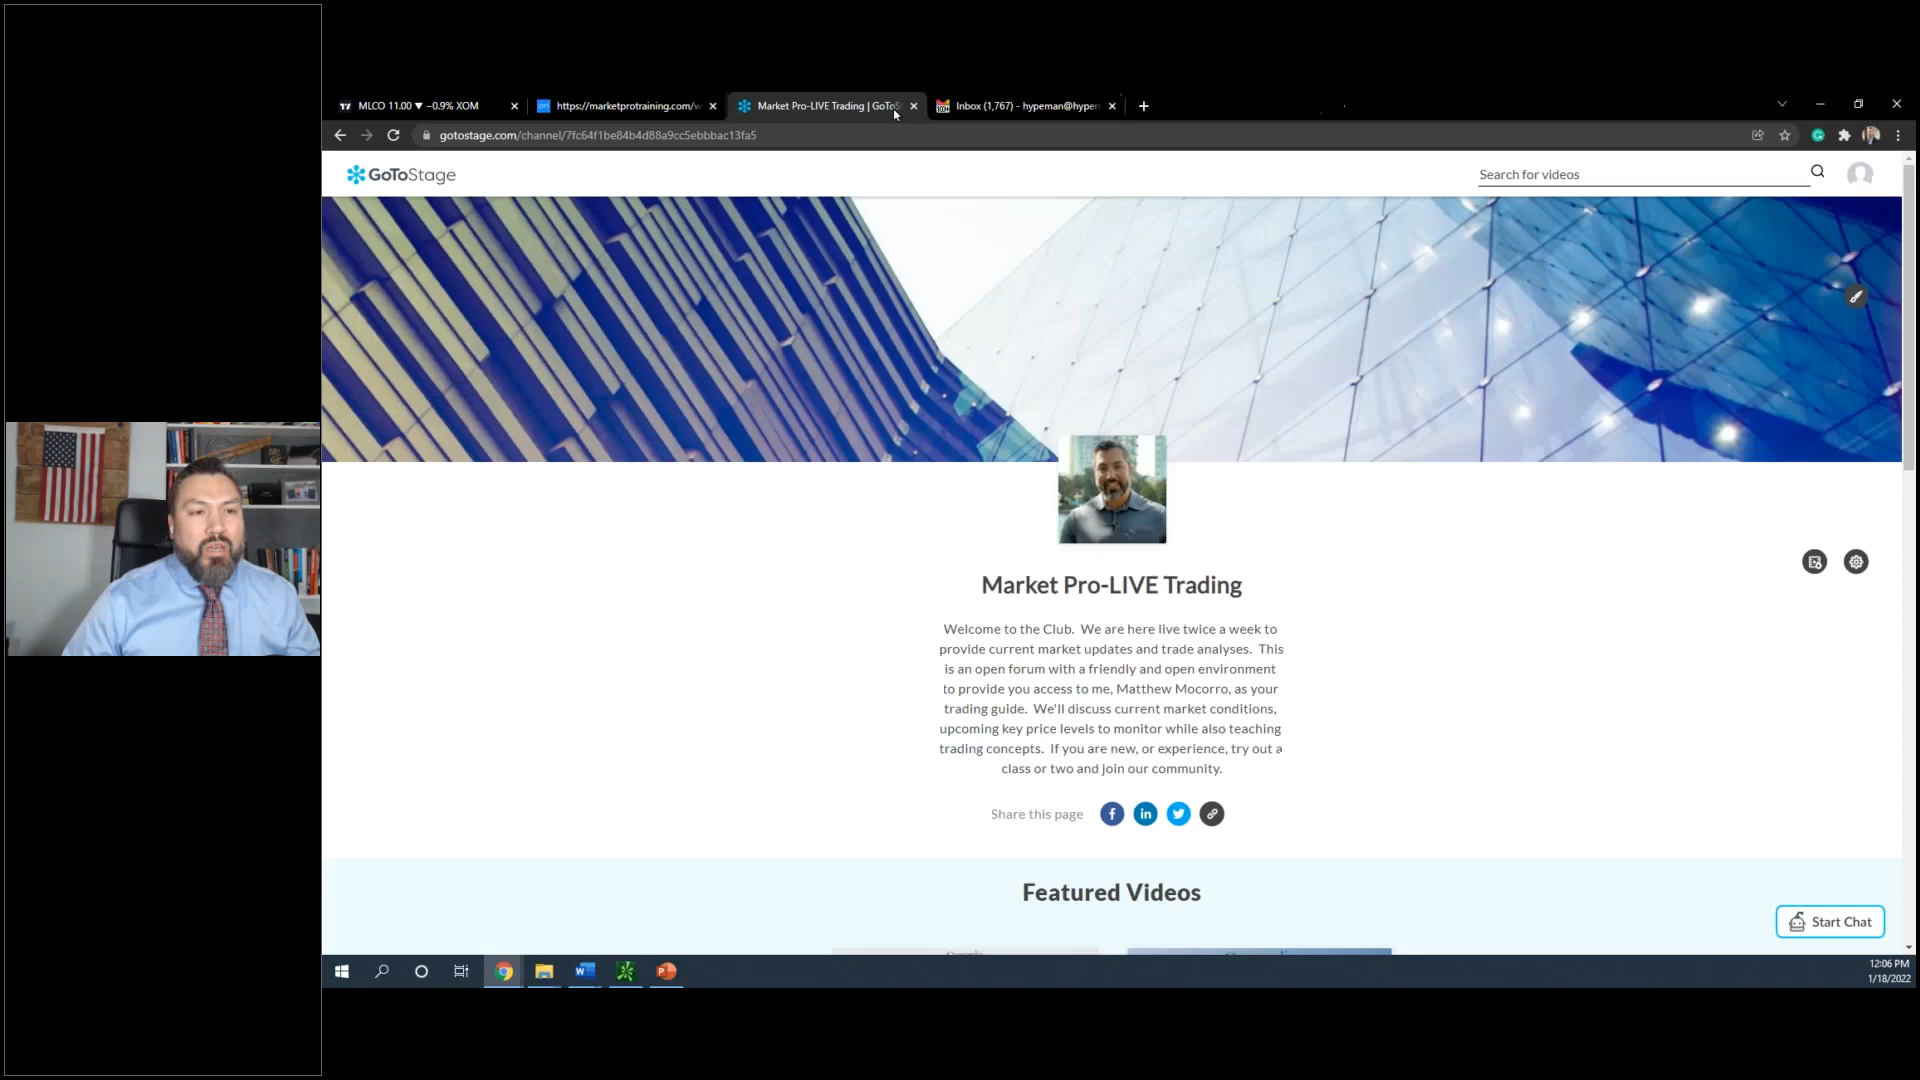 MLCO 11.00 ▼ −0.9% XOM
https://marketprotraining.com/w
Market Pro-LIVE Trading | GoToS
Inbox (1,767) - hypeman@hyper
gotostage.com/channel/7fc64f1be84b4d88a9cc5ebbbac13fa5
GoToStage
Search for videos
Market Pro-LIVE Trading
Welcome to the Club. We are here live twice a week to
provide current market updates and trade analyses. This
is an open forum with a friendly and open environment
to provide you access to me, Matthew Mocorro, as your
trading guide. We'll discuss current market conditions,
upcoming key price levels to monitor while also teaching
trading concepts. If you are new, or experience, try out a
class or two and join our community.
Share this page
Featured Videos
Start Chat
12:06 PM
1/18/2022